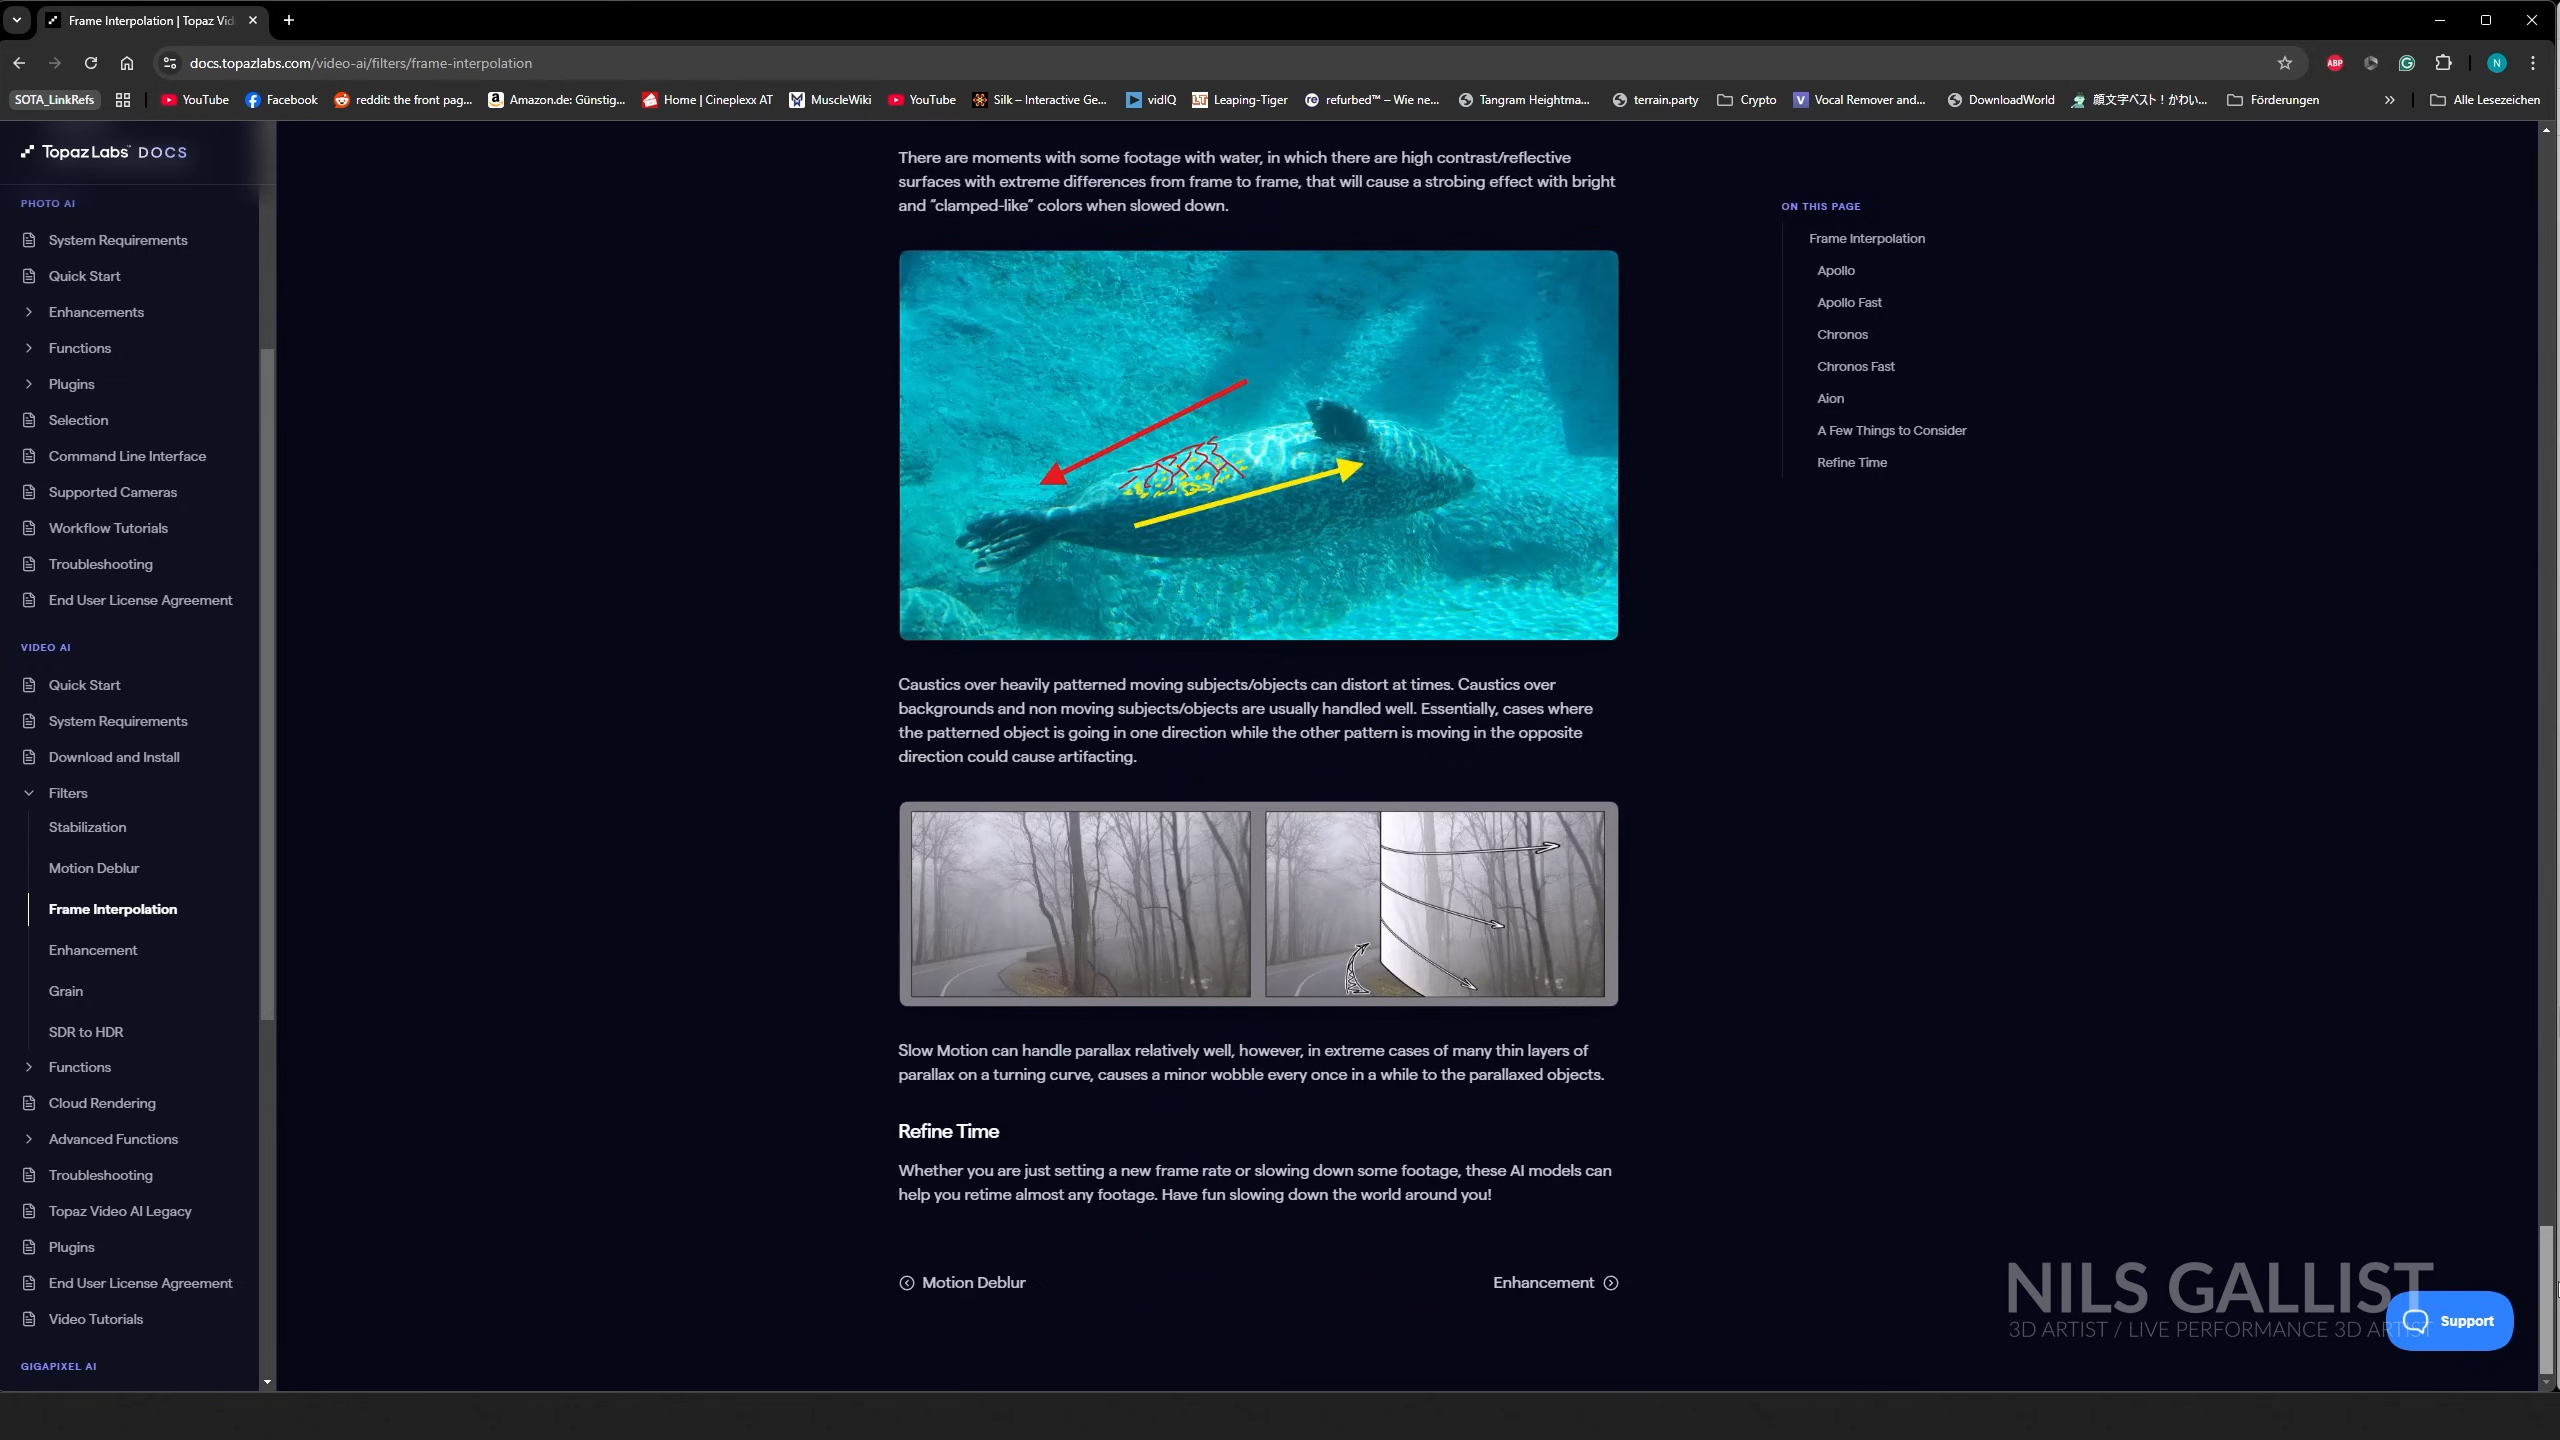 Frame Interpolation | Topaz Vid
docs.topazlabs.com/video-ai/filters/frame-interpolation
ABP
N
SOTA_LinkRefs
YouTube
Facebook
reddit: the front pag...
Amazon.de: Günstig...
Home | Cineplexx AT
MuscleWiki
YouTube
Silk – Interactive Ge...
vidIQ
Leaping-Tiger
refurbed™ – Wie ne...
Tangram Heightma...
terrain.party
Crypto
Vocal Remover and...
DownloadWorld
顔文字ベスト！かわい...
Förderungen
»
Alle Lesezeichen
Topaz Labs™ DOCS
PHOTO AI
System Requirements
Quick Start
Enhancements
Functions
Plugins
Selection
Command Line Interface
Supported Cameras
Workflow Tutorials
Troubleshooting
End User License Agreement
VIDEO AI
Quick Start
System Requirements
Download and Install
Filters
Stabilization
Motion Deblur
Frame Interpolation
Enhancement
Grain
SDR to HDR
Functions
Cloud Rendering
Advanced Functions
Troubleshooting
Topaz Video AI Legacy
Plugins
End User License Agreement
Video Tutorials
GIGAPIXEL AI
There are moments with some footage with water, in which there are high contrast/reflective
surfaces with extreme differences from frame to frame, that will cause a strobing effect with bright
and “clamped-like” colors when slowed down.
Caustics over heavily patterned moving subjects/objects can distort at times. Caustics over
backgrounds and non moving subjects/objects are usually handled well. Essentially, cases where
the patterned object is going in one direction while the other pattern is moving in the opposite
direction could cause artifacting.
Slow Motion can handle parallax relatively well, however, in extreme cases of many thin layers of
parallax on a turning curve, causes a minor wobble every once in a while to the parallaxed objects.
Refine Time
Whether you are just setting a new frame rate or slowing down some footage, these AI models can
help you retime almost any footage. Have fun slowing down the world around you!
Motion Deblur
Enhancement
ON THIS PAGE
Frame Interpolation
Apollo
Apollo Fast
Chronos
Chronos Fast
Aion
A Few Things to Consider
Refine Time
NILS GALLIST
3D ARTIST / LIVE PERFORMANCE 3D ARTIST
Support